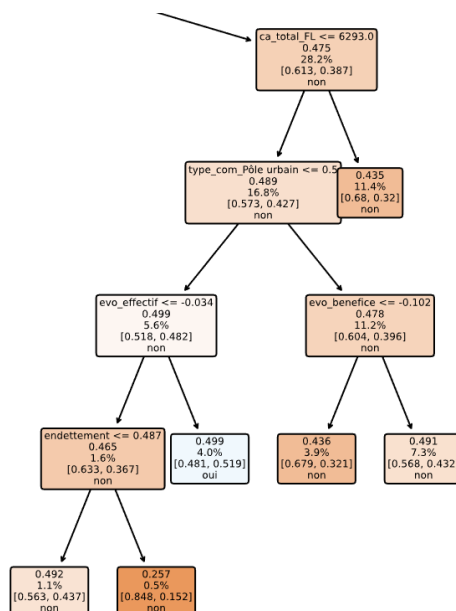 ca_total_FL <= 6293.0
0.475
28.2%
[0.613, 0.387]
non
type_com_Pôle urbain <= 0.5
0.489
16.8%
[0.573, 0.427]
non
0.435
11.4%
[0.68, 0.32]
non
evo_effectif <= -0.034
0.499
5.6%
[0.518, 0.482]
non
evo_benefice <= -0.102
0.478
11.2%
[0.604, 0.396]
non
endettement <= 0.487
0.465
1.6%
[0.633, 0.367]
non
0.499
4.0%
[0.481, 0.519]
oui
0.436
3.9%
[0.679, 0.321]
non
0.491
7.3%
[0.568, 0.432]
non
0.492
1.1%
[0.563, 0.437]
non
0.257
0.5%
[0.848, 0.152]
non